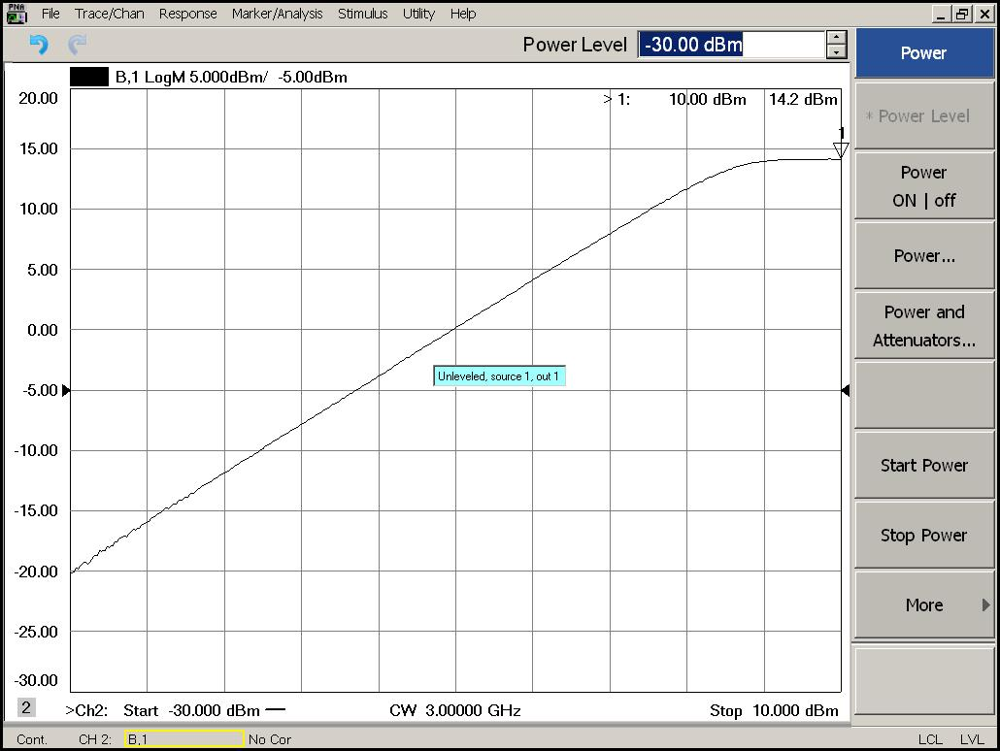 PNA File Trace/Chan Response Marker/Analysis Stimulus Utility Help
Power Level -30.00 dBm
B,1 LogM 5.000dBm/ -5.00dBm
> 1: 10.00 dBm 14.2 dBm
1
20.00
15.00
10.00
5.00
0.00
-5.00
-10.00
-15.00
-20.00
-25.00
-30.00
Unleveled, source 1, out 1
2 >Ch2: Start -30.000 dBm CW 3.00000 GHz Stop 10.000 dBm
Power
* Power Level
Power
ON | off
Power...
Power and
Attenuators...
Start Power
Stop Power
More
Cont. CH 2: B,1 No Cor LCL LVL